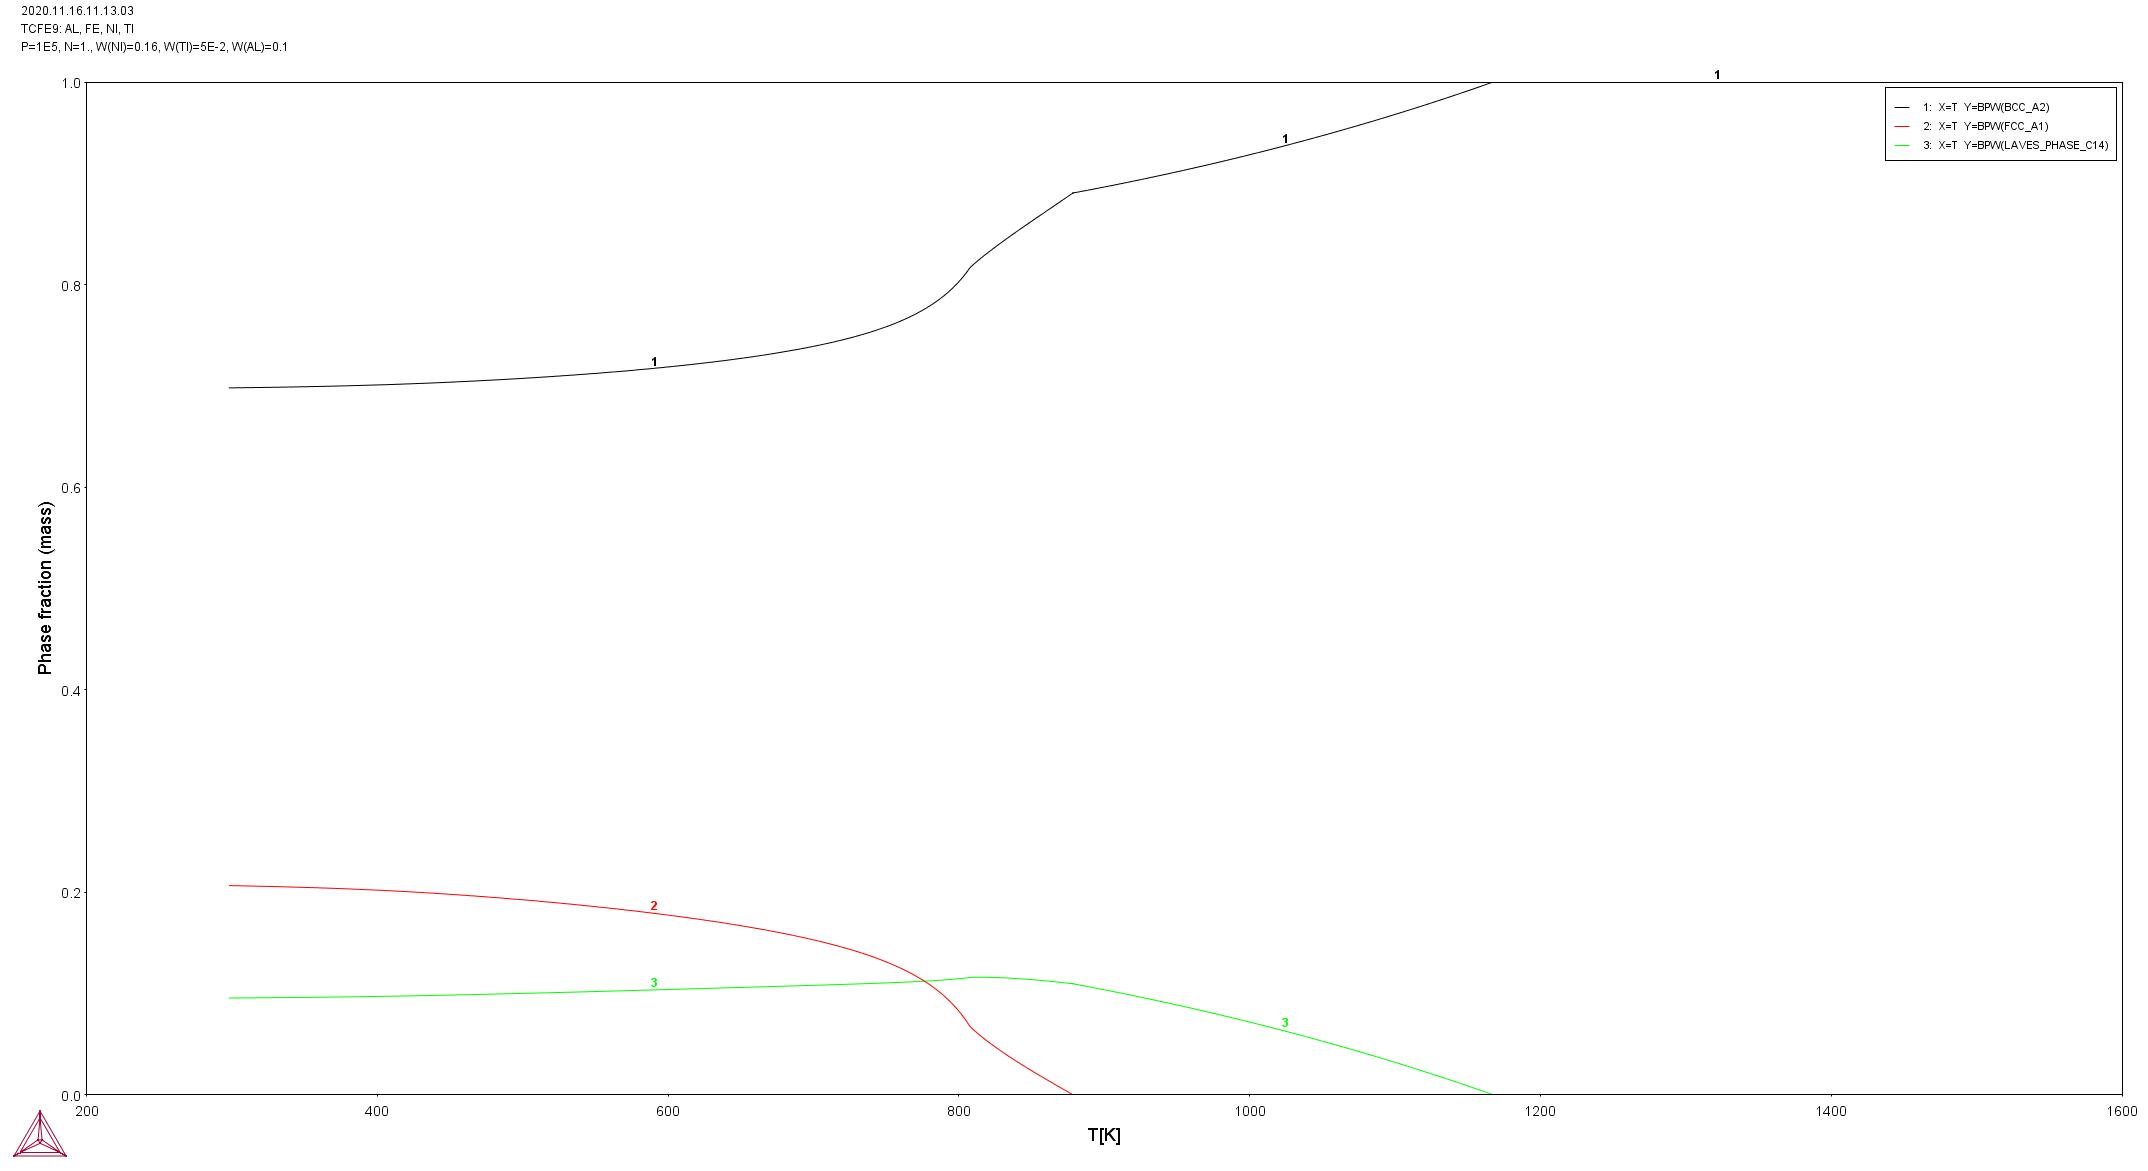 2020.11.16.11.13.03
TCFE9: AL, FE, NI, TI
P=1E5, N=1., W(NI)=0.16, W(TI)=5E-2, W(AL)=0.1
1
1.0
1: X=T Y=BPW(BCC_A2)
2: X=T Y=BPW(FCC_A1)
3: X=T Y=BPW(LAVES_PHASE_C14)
1
0.8
1
0.6
Phase fraction (mass)
0.4
0.2
2
3
3
0.0
200 400 600 800 1000 1200 1400 1600
T[K]